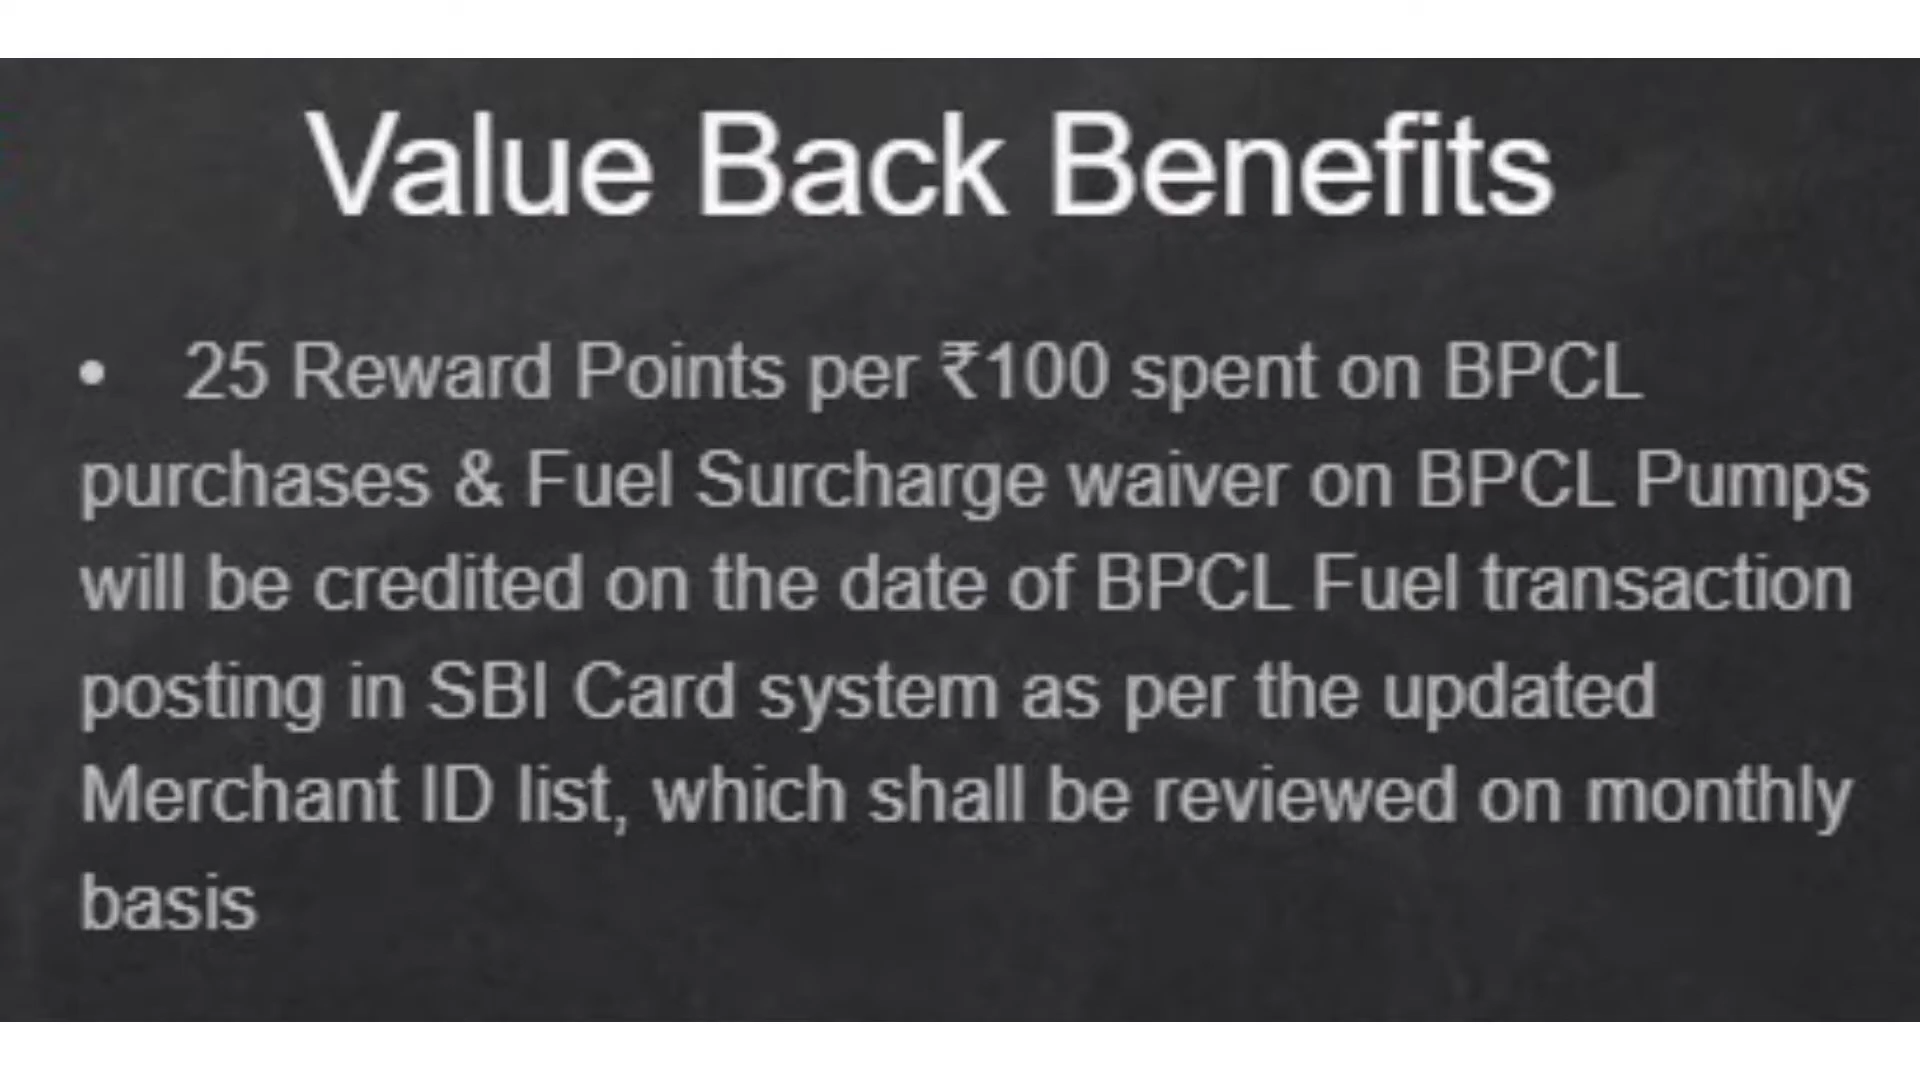 Value Back Benefits
• 25 Reward Points per ₹100 spent on BPCL
purchases & Fuel Surcharge waiver on BPCL Pumps
will be credited on the date of BPCL Fuel transaction
posting in SBI Card system as per the updated
Merchant ID list, which shall be reviewed on monthly
basis